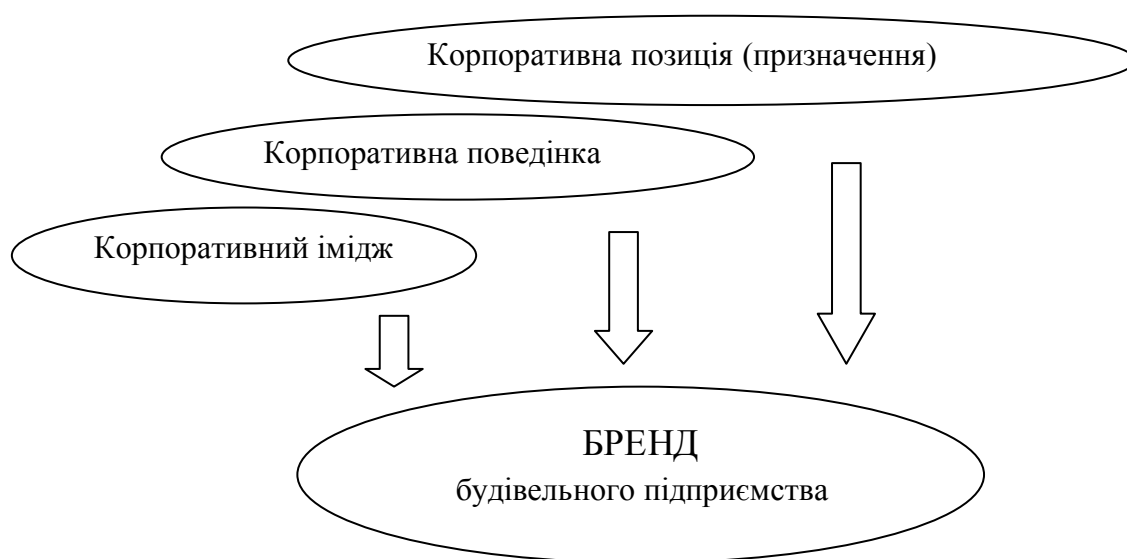 Корпоративна позиція (призначення)
Корпоративна поведінка
Корпоративний імідж
БРЕНД
будівельного підприємства